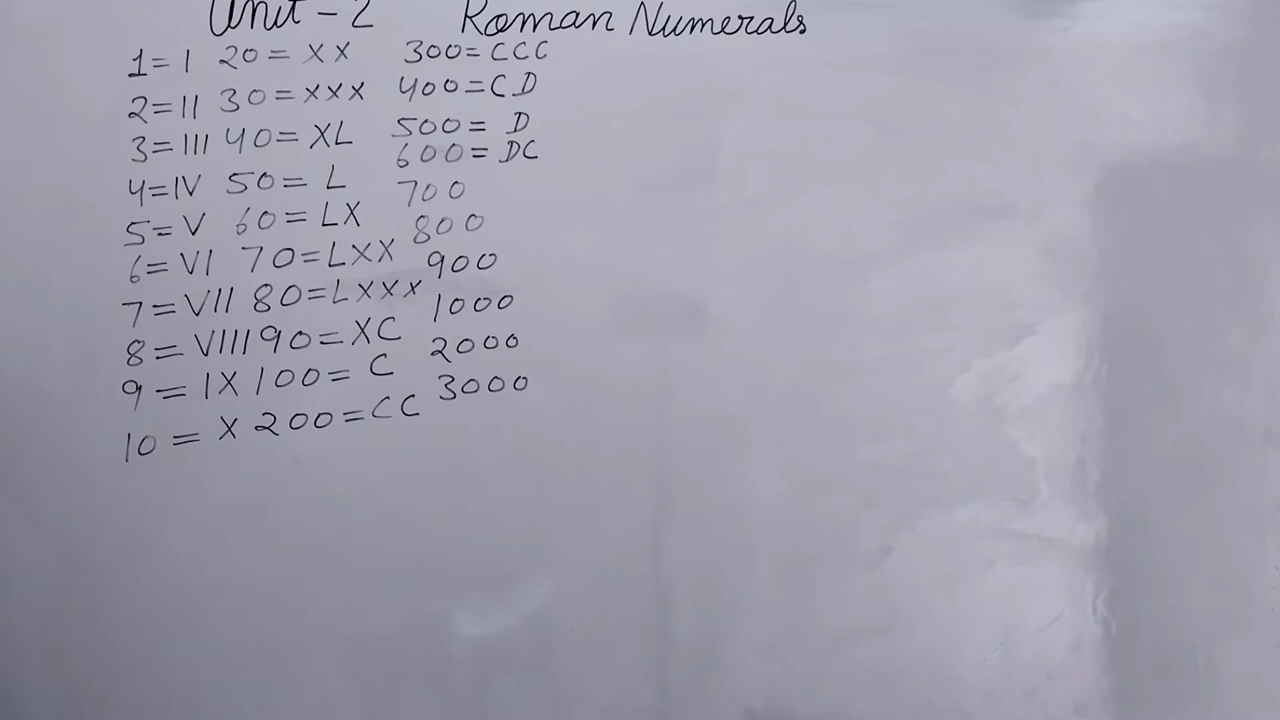 Unit - 2 Roman Numerals
1 = I 20 = XX 300 = CCC
2 = II 30 = XXX 400 = CD
3 = III 40 = XL 500 = D
4 = IV 50 = L 600 = DC
5 = V 60 = LX 700
6 = VI 70 = LXX 800
7 = VII 80 = LXXX 900
8 = VIII 90 = XC 1000
9 = IX 100 = C 2000
10 = X 200 = CC 3000